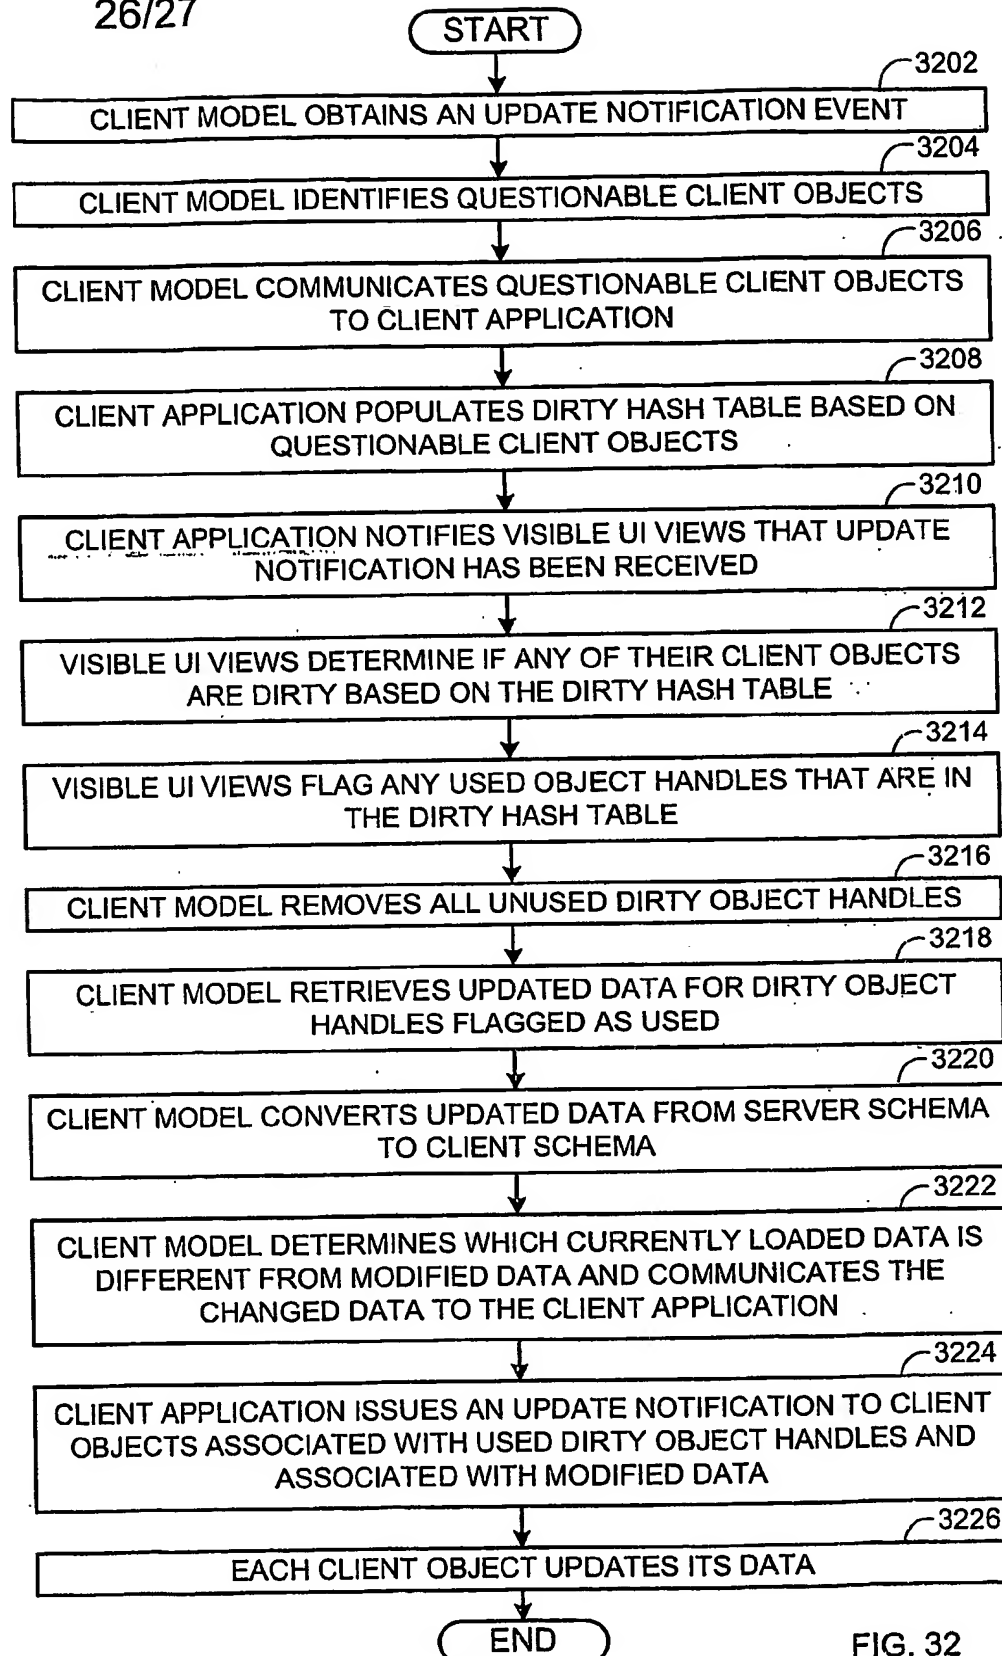 26/27
START
3202
CLIENT MODEL OBTAINS AN UPDATE NOTIFICATION EVENT
3204
CLIENT MODEL IDENTIFIES QUESTIONABLE CLIENT OBJECTS
3206
CLIENT MODEL COMMUNICATES QUESTIONABLE CLIENT OBJECTS
TO CLIENT APPLICATION
3208
CLIENT APPLICATION POPULATES DIRTY HASH TABLE BASED ON
QUESTIONABLE CLIENT OBJECTS
3210
CLIENT APPLICATION NOTIFIES VISIBLE UI VIEWS THAT UPDATE
NOTIFICATION HAS BEEN RECEIVED
3212
VISIBLE UI VIEWS DETERMINE IF ANY OF THEIR CLIENT OBJECTS
ARE DIRTY BASED ON THE DIRTY HASH TABLE
3214
VISIBLE UI VIEWS FLAG ANY USED OBJECT HANDLES THAT ARE IN
THE DIRTY HASH TABLE
3216
CLIENT MODEL REMOVES ALL UNUSED DIRTY OBJECT HANDLES
3218
CLIENT MODEL RETRIEVES UPDATED DATA FOR DIRTY OBJECT
HANDLES FLAGGED AS USED
3220
CLIENT MODEL CONVERTS UPDATED DATA FROM SERVER SCHEMA
TO CLIENT SCHEMA
3222
CLIENT MODEL DETERMINES WHICH CURRENTLY LOADED DATA IS
DIFFERENT FROM MODIFIED DATA AND COMMUNICATES THE
CHANGED DATA TO THE CLIENT APPLICATION
3224
CLIENT APPLICATION ISSUES AN UPDATE NOTIFICATION TO CLIENT
OBJECTS ASSOCIATED WITH USED DIRTY OBJECT HANDLES AND
ASSOCIATED WITH MODIFIED DATA
3226
EACH CLIENT OBJECT UPDATES ITS DATA
END
FIG. 32